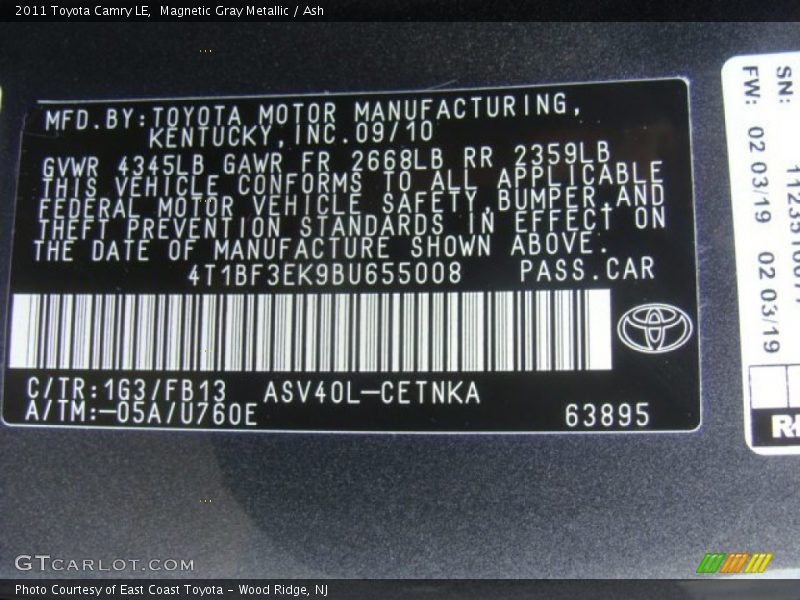 2011 Toyota Camry LE,  Magnetic Gray Metallic / Ash
MFD.BY:TOYOTA MOTOR MANUFACTURING,
KENTUCKY,INC.09/10
GVWR 4345LB GAWR FR 2668LB RR 2359LB
THIS VEHICLE CONFORMS TO ALL APPLICABLE
FEDERAL MOTOR VEHICLE SAFETY,BUMPER,AND
THEFT PREVENTION STANDARDS IN EFFECT ON
THE DATE OF MANUFACTURE SHOWN ABOVE.
4T1BF3EK9BU655008 PASS.CAR
C/TR:1G3/FB13 ASV40L-CETNKA
A/TM:-05A/U760E 63895
SN:
FW: 02 03/19 02 03/19
GTCARLOT.COM
Photo Courtesy of East Coast Toyota - Wood Ridge, NJ